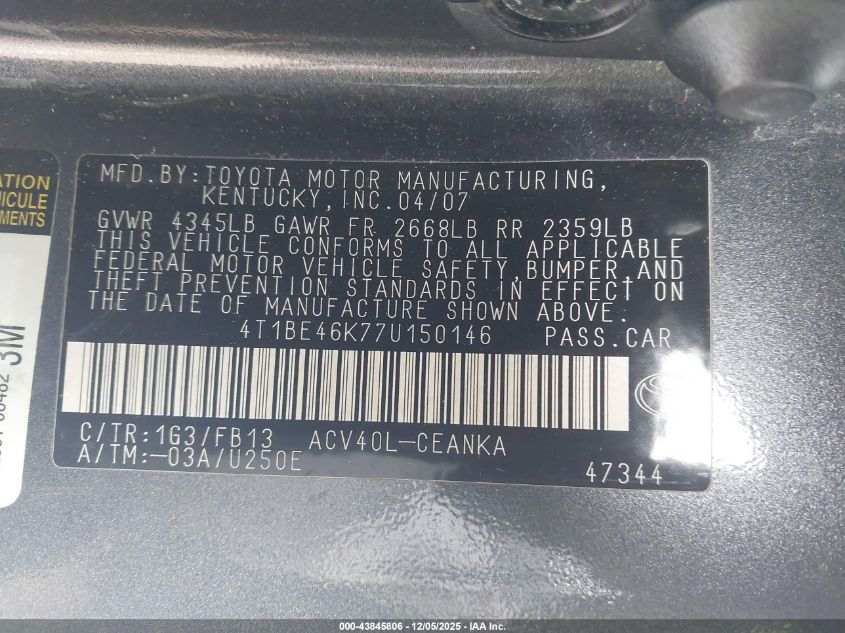 ATION
HICULE
EMENTS
3M
MFD.BY:TOYOTA MOTOR MANUFACTURING,
KENTUCKY,INC.04/07
GVWR 4345LB GAWR FR 2668LB RR 2359LB
THIS VEHICLE CONFORMS TO ALL APPLICABLE
FEDERAL MOTOR VEHICLE SAFETY,BUMPER,AND
THEFT PREVENTION STANDARDS IN EFFECT ON
THE DATE OF MANUFACTURE SHOWN ABOVE.
4T1BE46K77U150146 PASS.CAR
C/TR:1G3/FB13 ACV40L-CEANKA
A/TM:-03A/U250E 47344
000-43845806 - 12/05/2025 - IAA Inc.